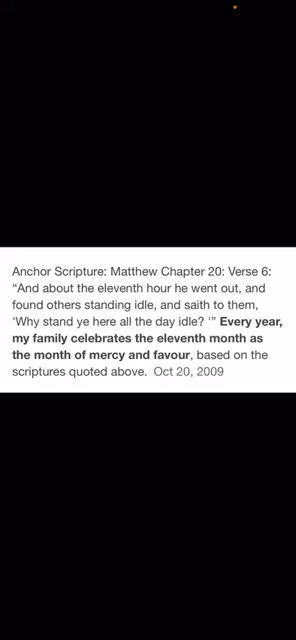 Anchor Scripture: Matthew Chapter 20: Verse 6:
“And about the eleventh hour he went out, and
found others standing idle, and saith to them,
'Why stand ye here all the day idle? '” Every year,
my family celebrates the eleventh month as
the month of mercy and favour, based on the
scriptures quoted above. Oct 20, 2009